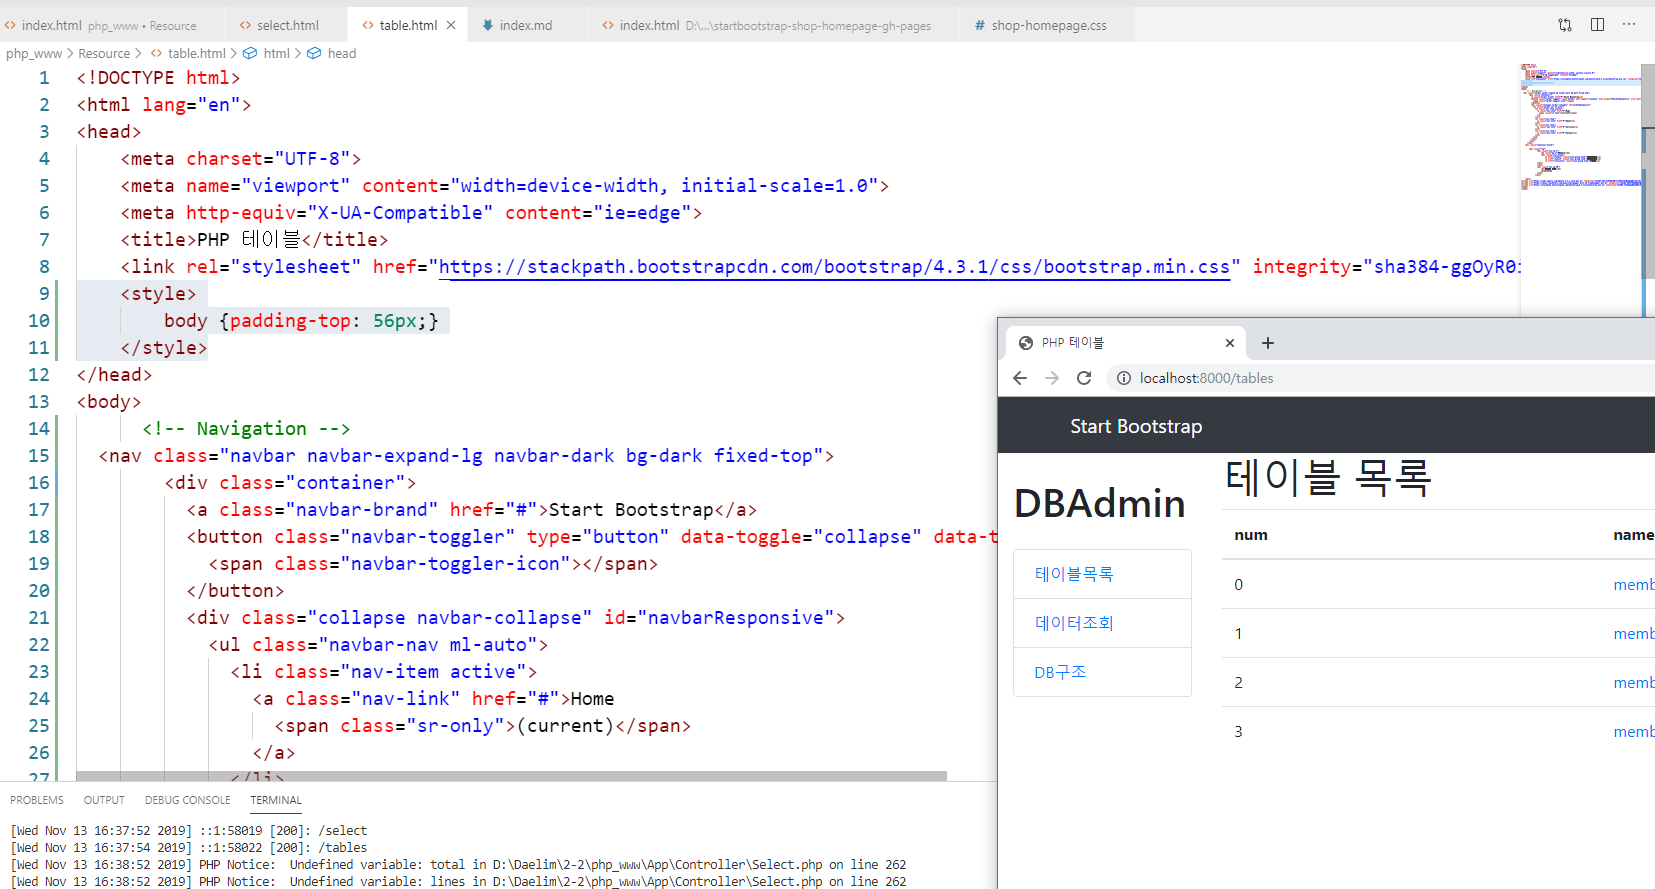 index.html php_www • Resource
select.html
table.html
index.md
index.html D:\...\startbootstrap-shop-homepage-gh-pages
# shop-homepage.css
php_www > Resource > table.html > html > head
1 <!DOCTYPE html>
2 <html lang="en">
3 <head>
4 <meta charset="UTF-8">
5 <meta name="viewport" content="width=device-width, initial-scale=1.0">
6 <meta http-equiv="X-UA-Compatible" content="ie=edge">
7 <title>PHP 테이블</title>
8 <link rel="stylesheet" href="https://stackpath.bootstrapcdn.com/bootstrap/4.3.1/css/bootstrap.min.css" integrity="sha384-ggOyR0i
9 <style>
10 body {padding-top: 56px;}
11 </style>
12 </head>
13 <body>
14 <!-- Navigation -->
15 <nav class="navbar navbar-expand-lg navbar-dark bg-dark fixed-top">
16 <div class="container">
17 <a class="navbar-brand" href="#">Start Bootstrap</a>
18 <button class="navbar-toggler" type="button" data-toggle="collapse" data-t
19 <span class="navbar-toggler-icon"></span>
20 </button>
21 <div class="collapse navbar-collapse" id="navbarResponsive">
22 <ul class="navbar-nav ml-auto">
23 <li class="nav-item active">
24 <a class="nav-link" href="#">Home
25 <span class="sr-only">(current)</span>
26 </a>
27 </li>
PROBLEMS OUTPUT DEBUG CONSOLE TERMINAL
[Wed Nov 13 16:37:52 2019] ::1:58019 [200]: /select
[Wed Nov 13 16:37:54 2019] ::1:58022 [200]: /tables
[Wed Nov 13 16:38:52 2019] PHP Notice:  Undefined variable: total in D:\Daelim\2-2\php_www\App\Controller\Select.php on line 262
[Wed Nov 13 16:38:52 2019] PHP Notice:  Undefined variable: lines in D:\Daelim\2-2\php_www\App\Controller\Select.php on line 262
PHP 테이블
localhost:8000/tables
Start Bootstrap
DBAdmin
테이블목록
데이터조회
DB구조
테이블 목록
num name
0 memb
1 memb
2 memb
3 memb